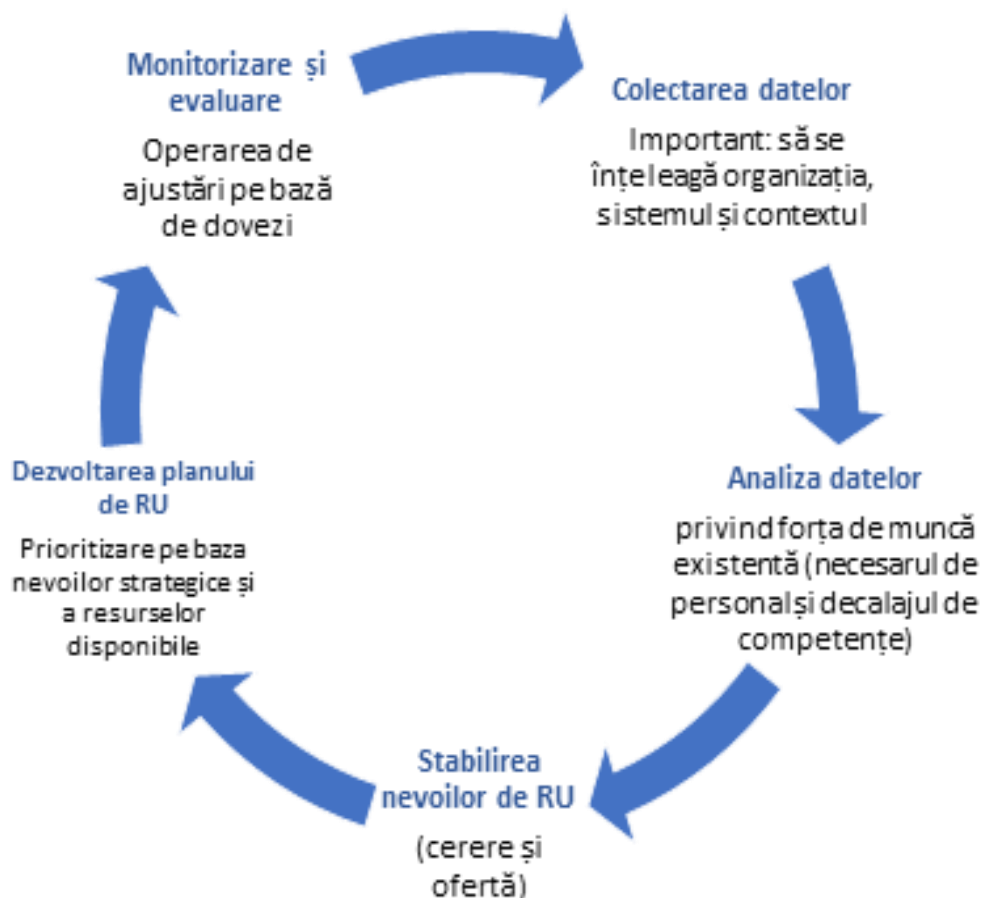 Monitorizare și
evaluare
Operarea de
ajustări pe bază
de dovezi
Colectarea datelor
Important: să se
înțeleagă organizația,
sistemul și contextul
Analiza datelor
privind forța de muncă
existentă (necesarul de
personal și decalajul de
competențe)
Stabilirea
nevoilor de RU
(cerere și
ofertă)
Dezvoltarea planului
de RU
Prioritizare pe baza
nevoilor strategice și
a resurselor
disponibile